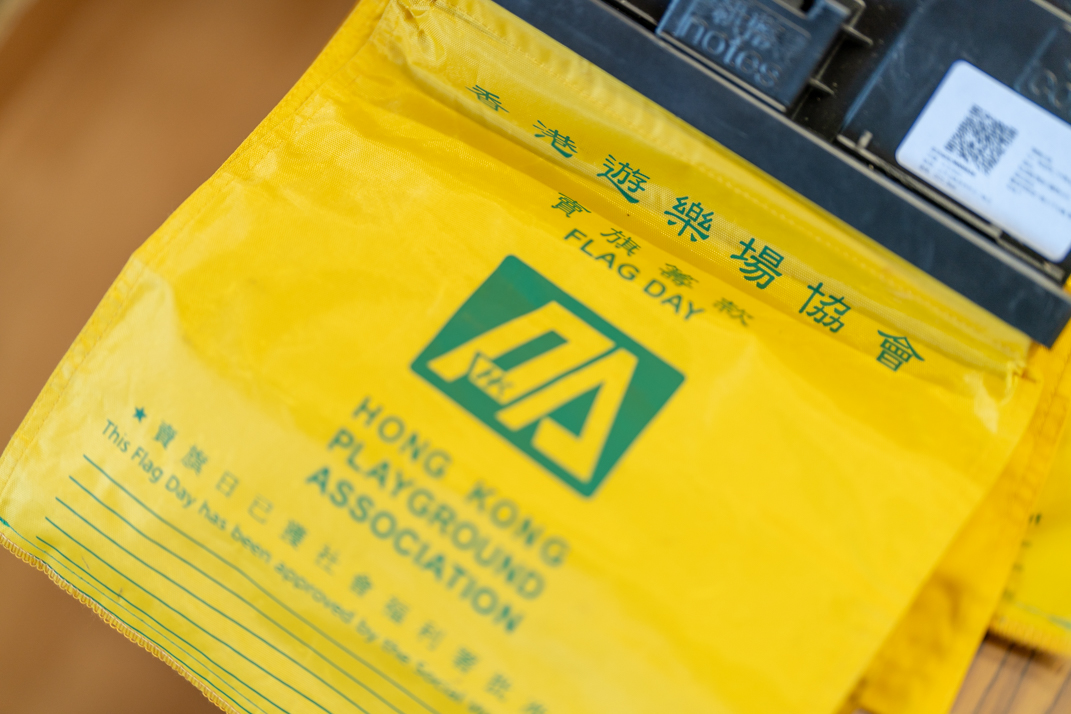 notes
香港遊樂場協會
賣旗籌款
FLAG DAY
HONG KONG
PLAYGROUND
ASSOCIATION
★賣旗日已獲社會福利署批
This Flag Day has been approved by the Social